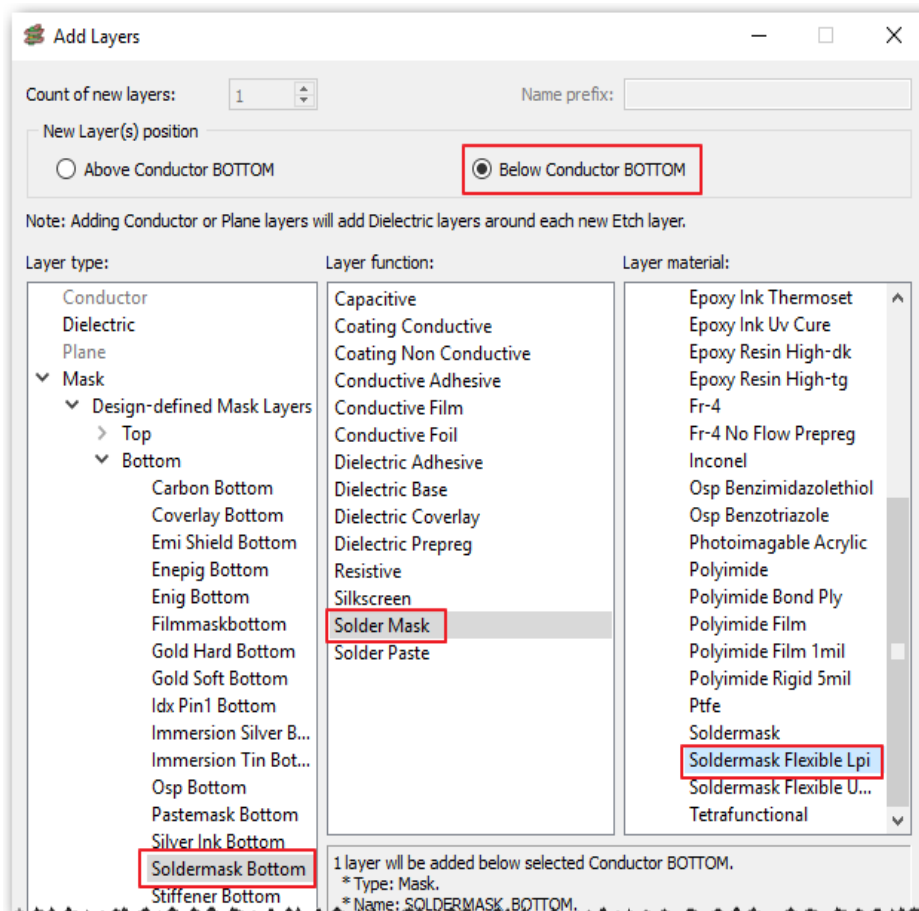 Add Layers
Count of new layers: 1 Name prefix:
New Layer(s) position
Above Conductor BOTTOM Below Conductor BOTTOM
Note: Adding Conductor or Plane layers will add Dielectric layers around each new Etch layer.
Layer type:
Conductor
Dielectric
Plane
Mask
Design-defined Mask Layers
Top
Bottom
Carbon Bottom
Coverlay Bottom
Emi Shield Bottom
Enepig Bottom
Enig Bottom
Filmmaskbottom
Gold Hard Bottom
Gold Soft Bottom
Idx Pin1 Bottom
Immersion Silver B...
Immersion Tin Bot...
Osp Bottom
Pastemask Bottom
Silver Ink Bottom
Soldermask Bottom
Stiffener Bottom
Layer function:
Capacitive
Coating Conductive
Coating Non Conductive
Conductive Adhesive
Conductive Film
Conductive Foil
Dielectric Adhesive
Dielectric Base
Dielectric Coverlay
Dielectric Prepreg
Resistive
Silkscreen
Solder Mask
Solder Paste
Layer material:
Epoxy Ink Thermoset
Epoxy Ink Uv Cure
Epoxy Resin High-dk
Epoxy Resin High-tg
Fr-4
Fr-4 No Flow Prepreg
Inconel
Osp Benzimidazolethiol
Osp Benzotriazole
Photoimagable Acrylic
Polyimide
Polyimide Bond Ply
Polyimide Film
Polyimide Film 1mil
Polyimide Rigid 5mil
Ptfe
Soldermask
Soldermask Flexible Lpi
Soldermask Flexible U...
Tetrafunctional
1 layer wll be added below selected Conductor BOTTOM.
* Type: Mask.
* Name: SOLDERMASK_BOTTOM.